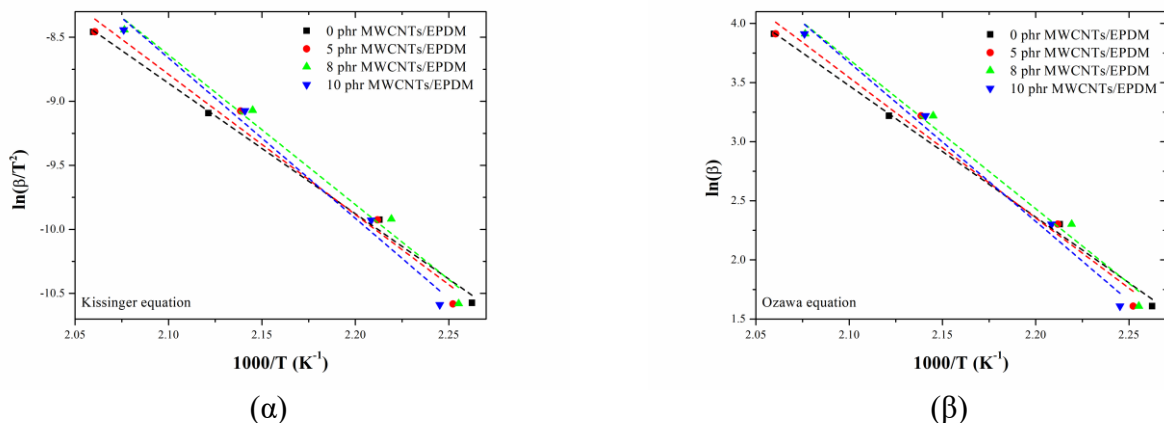 -8.5
-9.0
-9.5
-10.0
-10.5
ln(β/T²)
0 phr MWCNTs/EPDM
5 phr MWCNTs/EPDM
8 phr MWCNTs/EPDM
10 phr MWCNTs/EPDM
Kissinger equation
2.05 2.10 2.15 2.20 2.25
1000/T (K⁻¹)
(α)
4.0
3.5
3.0
2.5
2.0
1.5
ln(β)
0 phr MWCNTs/EPDM
5 phr MWCNTs/EPDM
8 phr MWCNTs/EPDM
10 phr MWCNTs/EPDM
Ozawa equation
2.05 2.10 2.15 2.20 2.25
1000/T (K⁻¹)
(β)